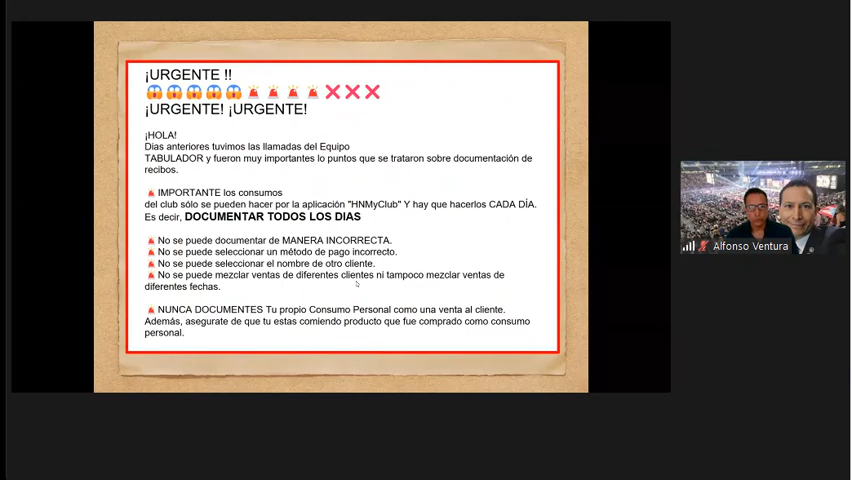 ¡URGENTE !!
😱😱😱😱😱🚨🚨🚨🚨❌❌❌
¡URGENTE! ¡URGENTE!
¡HOLA!
Dias anteriores tuvimos las llamadas del Equipo
TABULADOR y fueron muy importantes lo puntos que se trataron sobre documentación de
recibos.
🚨IMPORTANTE los consumos
del club sólo se pueden hacer por la aplicación "HNMyClub" Y hay que hacerlos CADA DÍA.
Es decir, DOCUMENTAR TODOS LOS DIAS
🚨No se puede documentar de MANERA INCORRECTA.
🚨No se puede seleccionar un método de pago incorrecto.
🚨No se puede seleccionar el nombre de otro cliente.
🚨No se puede mezclar ventas de diferentes clientes ni tampoco mezclar ventas de
diferentes fechas.
🚨NUNCA DOCUMENTES Tu propio Consumo Personal como una venta al cliente.
Además, asegurate de que tu estas comiendo producto que fue comprado como consumo
personal.
Alfonso Ventura